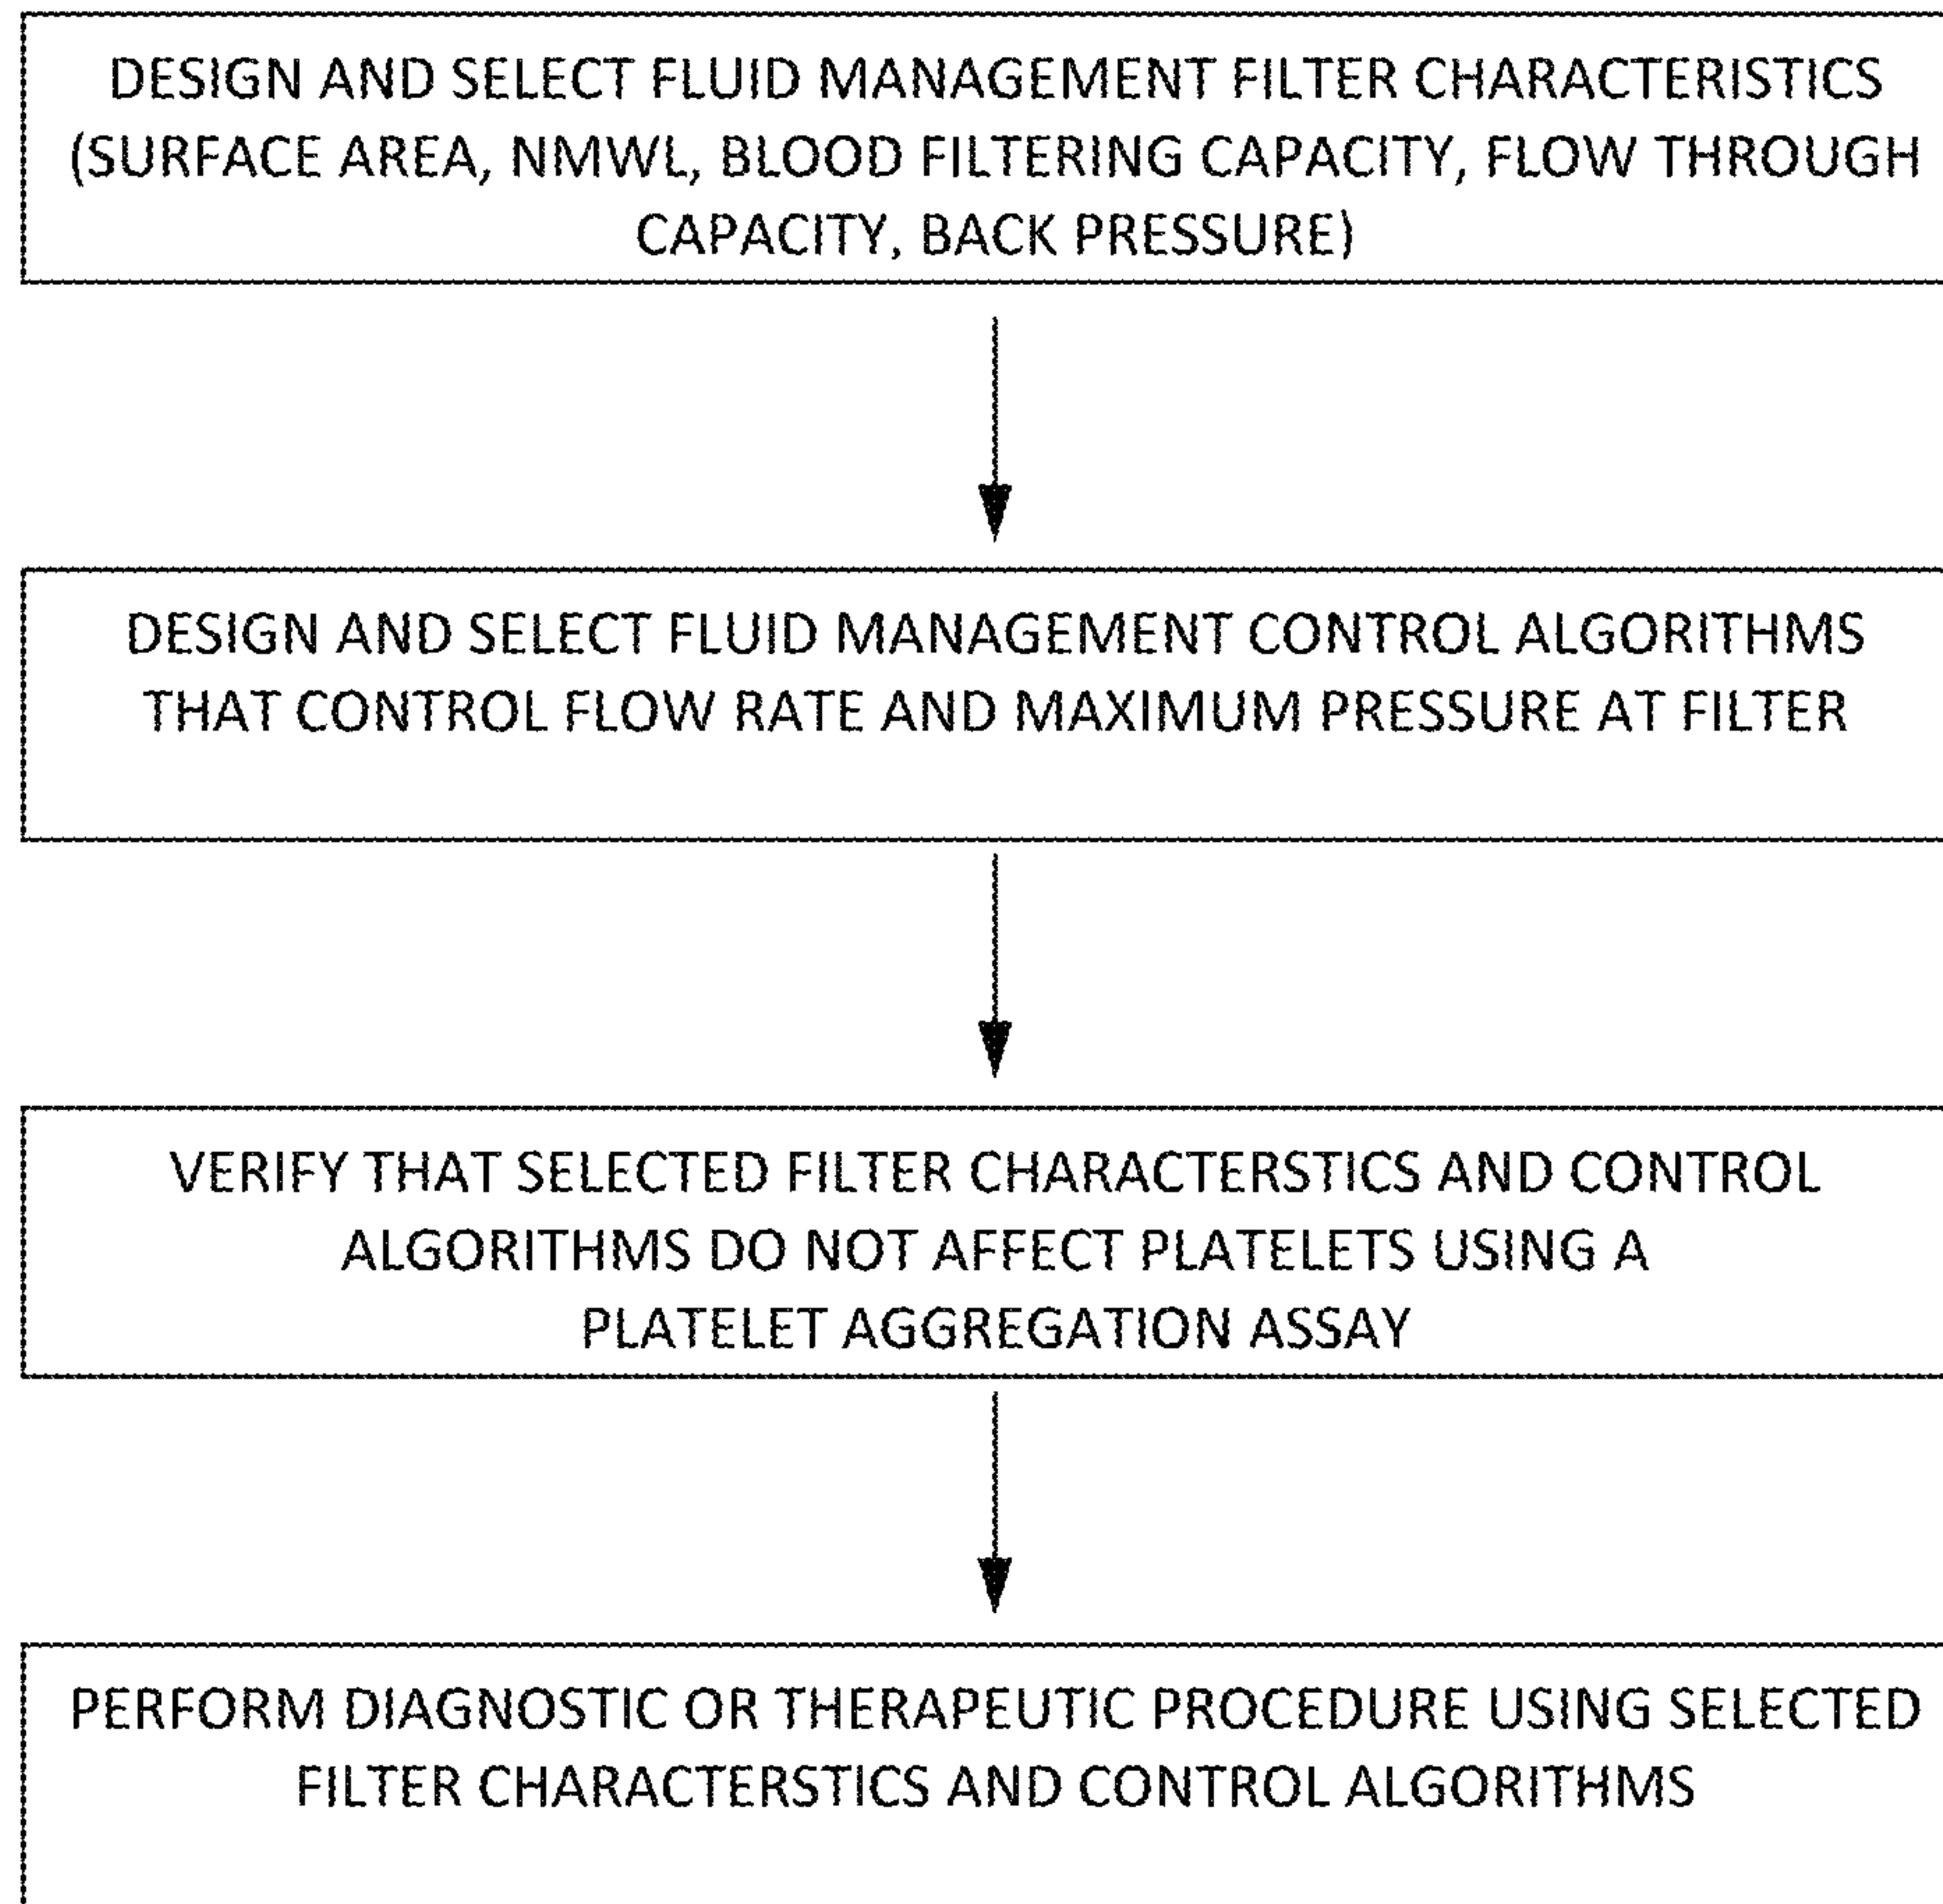 DESIGN AND SELECT FLUID MANAGEMENT FILTER CHARACTERISTICS
(SURFACE AREA, NMWL, BLOOD FILTERING CAPACITY, FLOW THROUGH
CAPACITY, BACK PRESSURE)
DESIGN AND SELECT FLUID MANAGEMENT CONTROL ALGORITHMS
THAT CONTROL FLOW RATE AND MAXIMUM PRESSURE AT FILTER
VERIFY THAT SELECTED FILTER CHARACTERSTICS AND CONTROL
ALGORITHMS DO NOT AFFECT PLATELETS USING A
PLATELET AGGREGATION ASSAY
PERFORM DIAGNOSTIC OR THERAPEUTIC PROCEDURE USING SELECTED
FILTER CHARACTERSTICS AND CONTROL ALGORITHMS